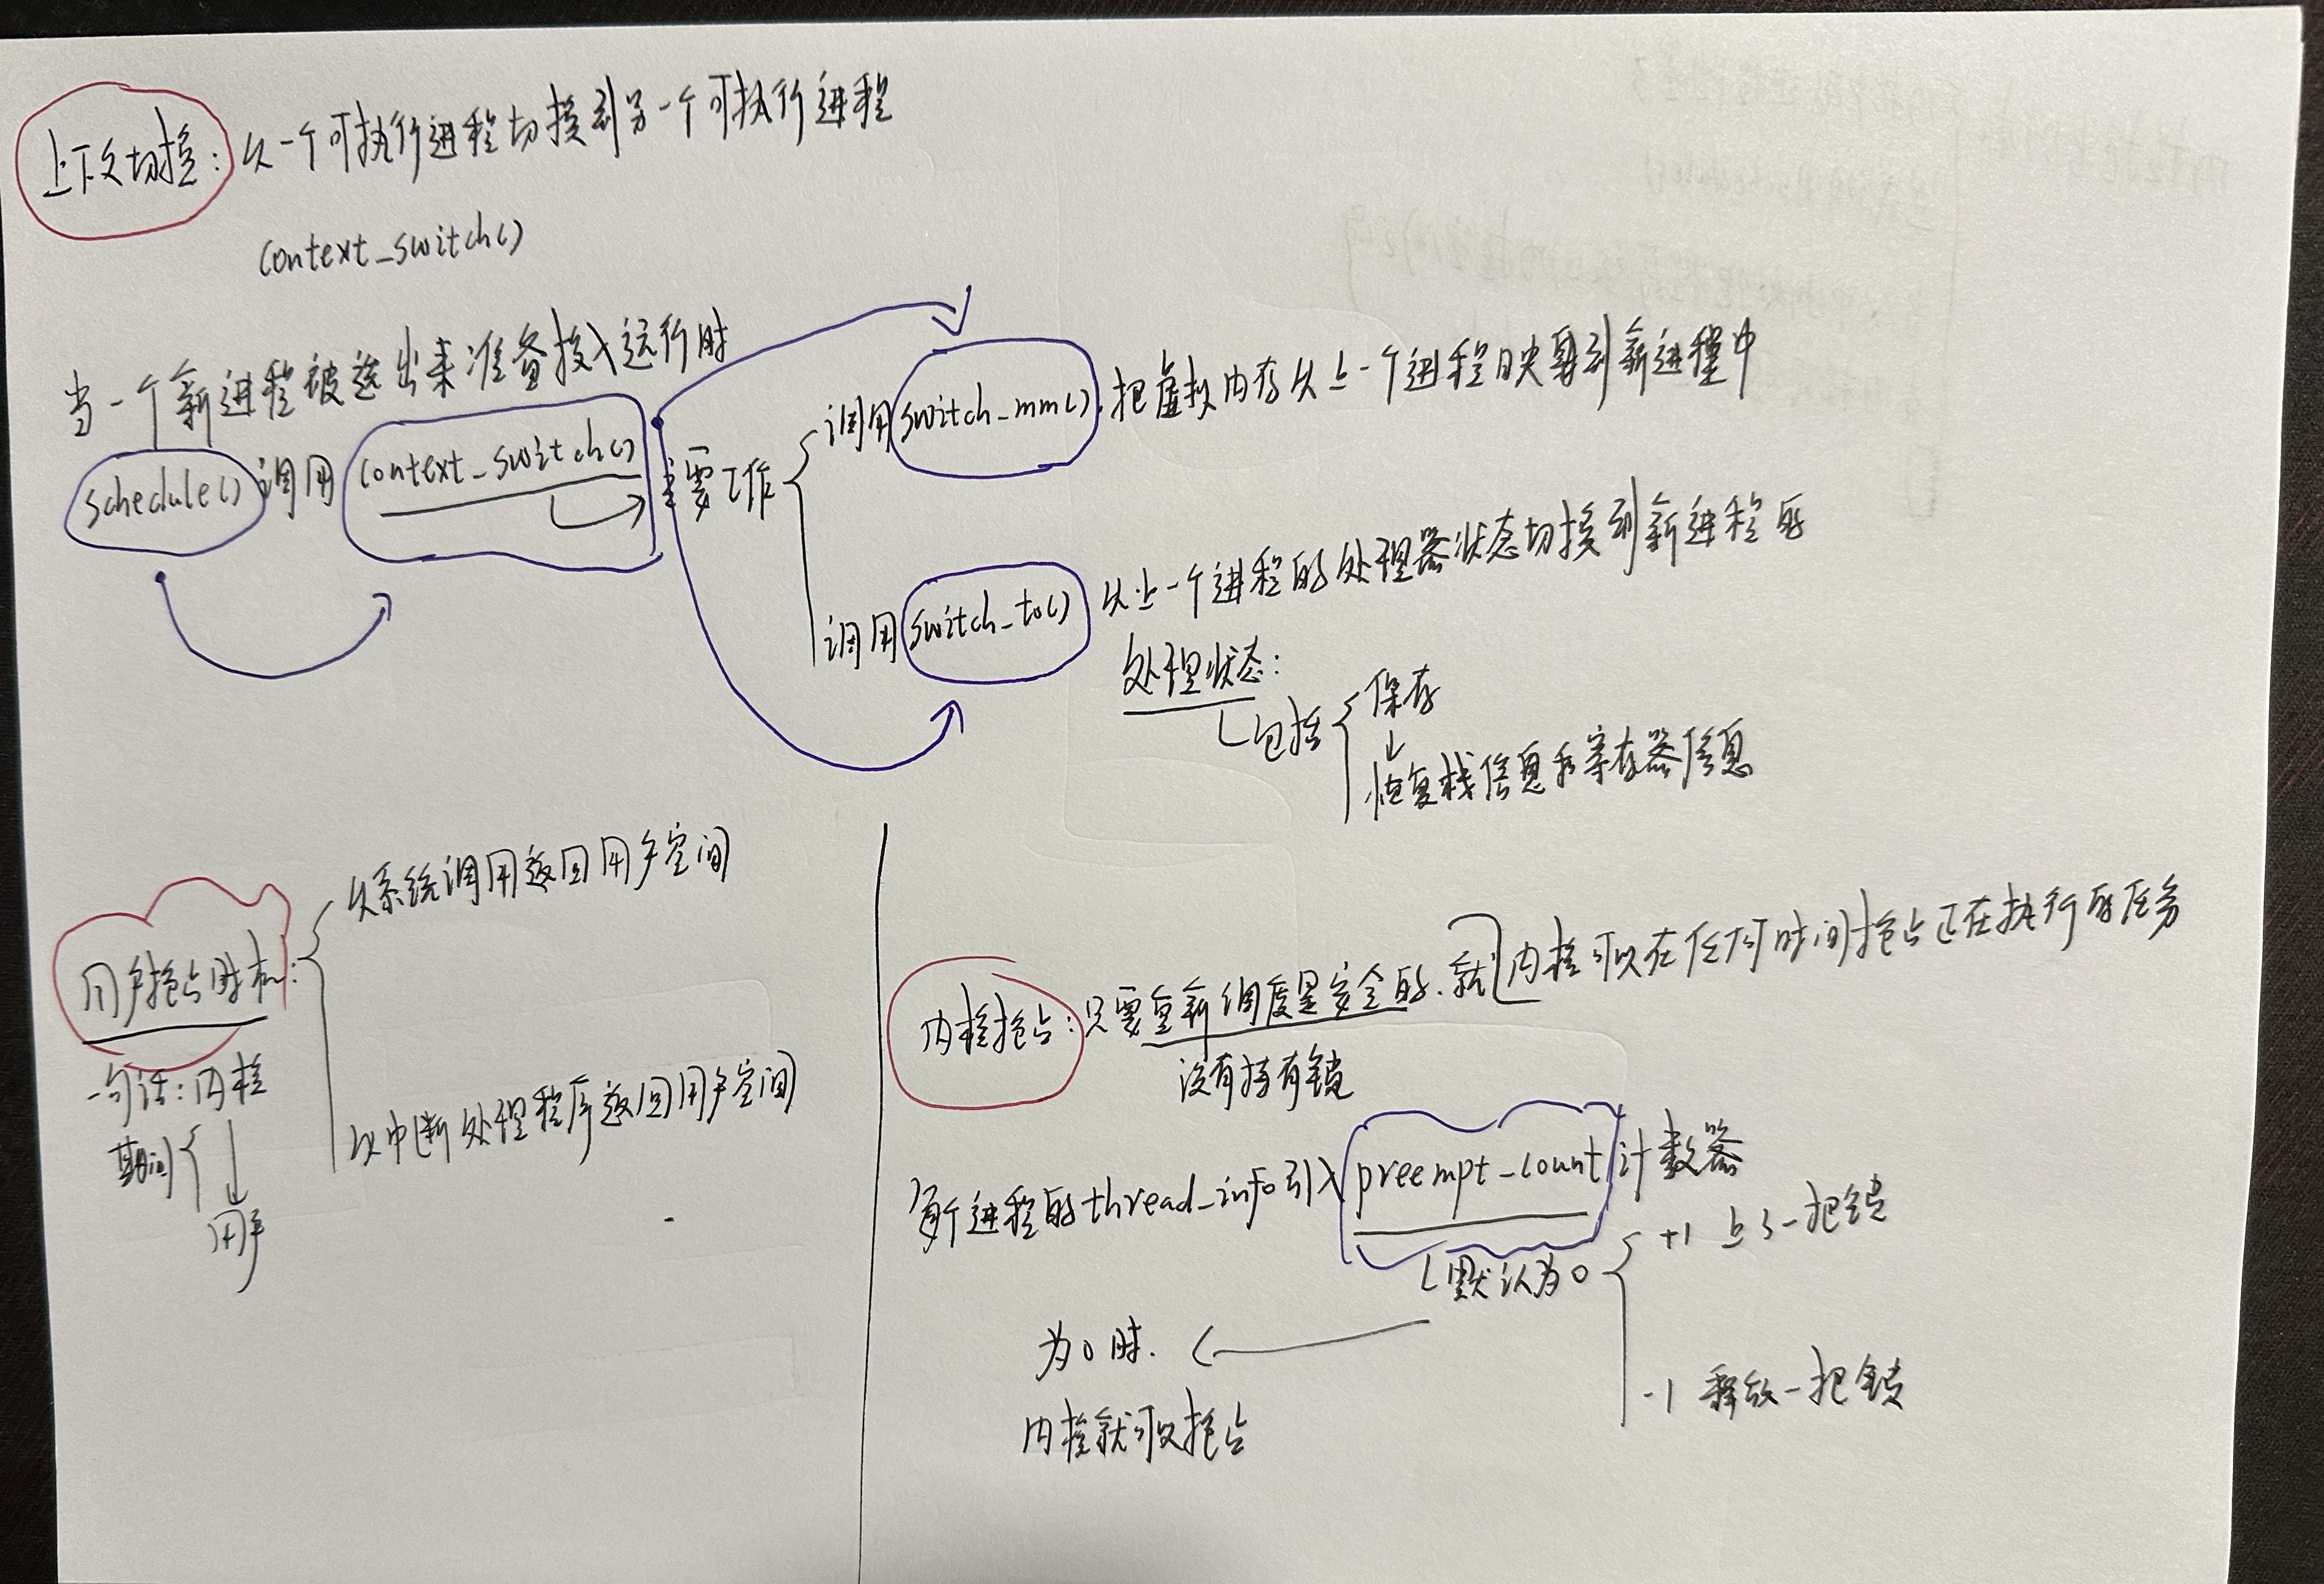 上下文切换：从一个可执行进程切换到另一个可执行进程
context_switch()
当一个新进程被选出来准备投入运行时
schedule()调用 context_switch() 主要工作
调用 switch_mm()，把虚拟内存从上一个进程映射到新进程中
调用 switch_to() 从上一个进程的处理器状态切换到新进程的
处理状态：
包括
保存
恢复栈信息和寄存器信息
用户抢占时机：
从系统调用返回用户空间
从中断处理程序返回用户空间
一句话：内核
期间
用户
内核抢占：只要重新调度是安全的，就 内核可以在任何时间抢占正在执行的任务
没有持有锁
每个进程的thread_info引入 preempt_count 计数器
默认为0
+1 上了一把锁
-1 释放一把锁
为0时.
内核就可以抢占